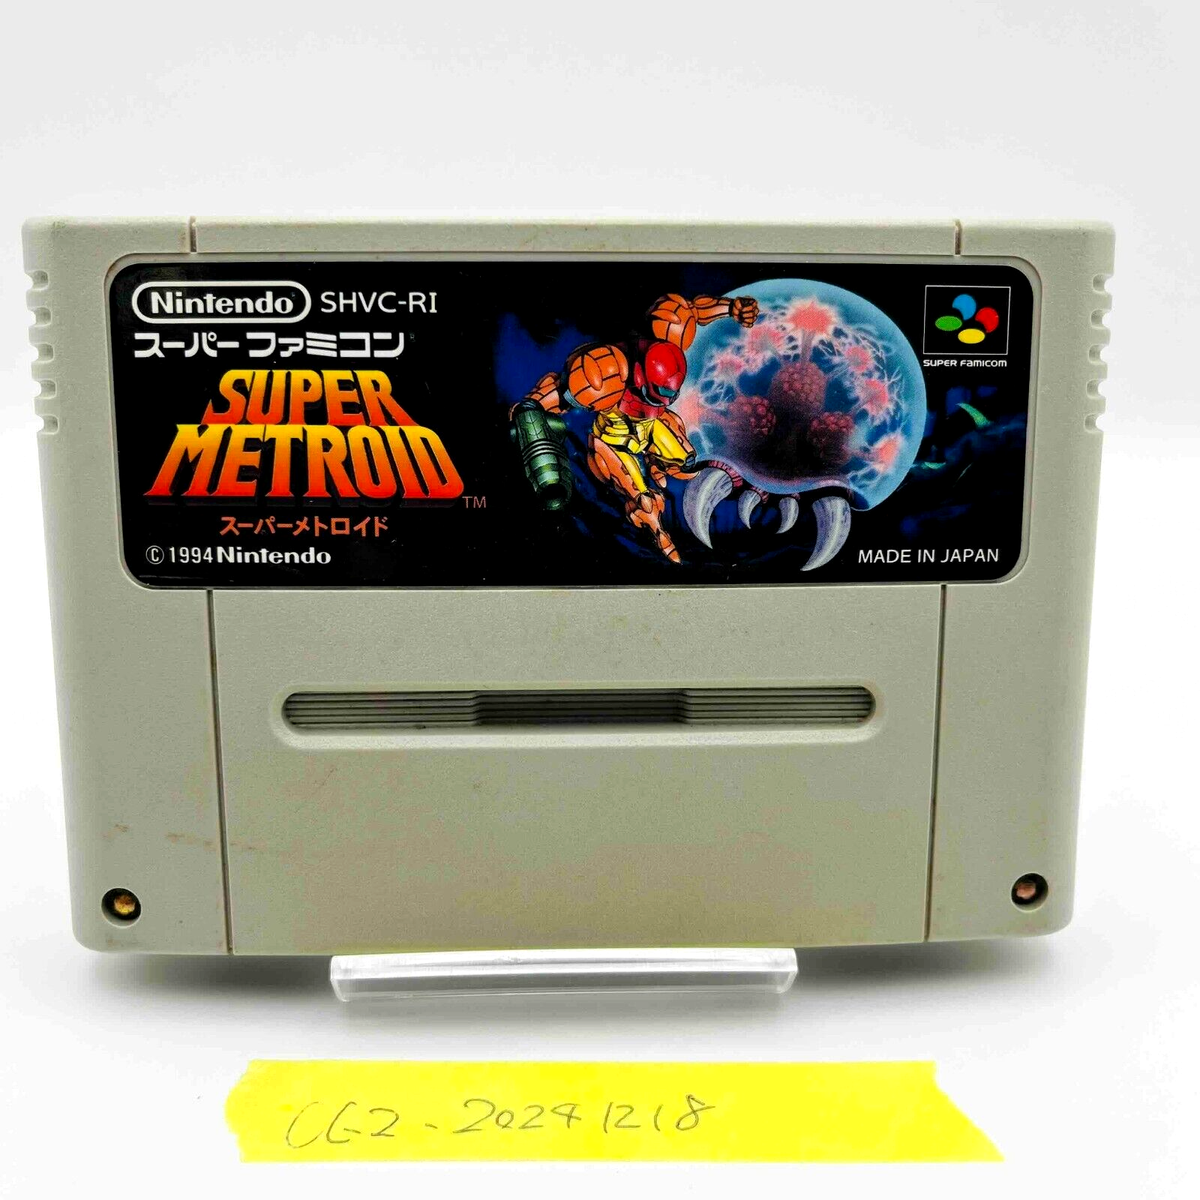 Nintendo SHVC-RI
スーパーファミコン
SUPER
METROID TM
スーパーメトロイド
© 1994 Nintendo
SUPER FAMICOM
MADE IN JAPAN
CE2-20241218